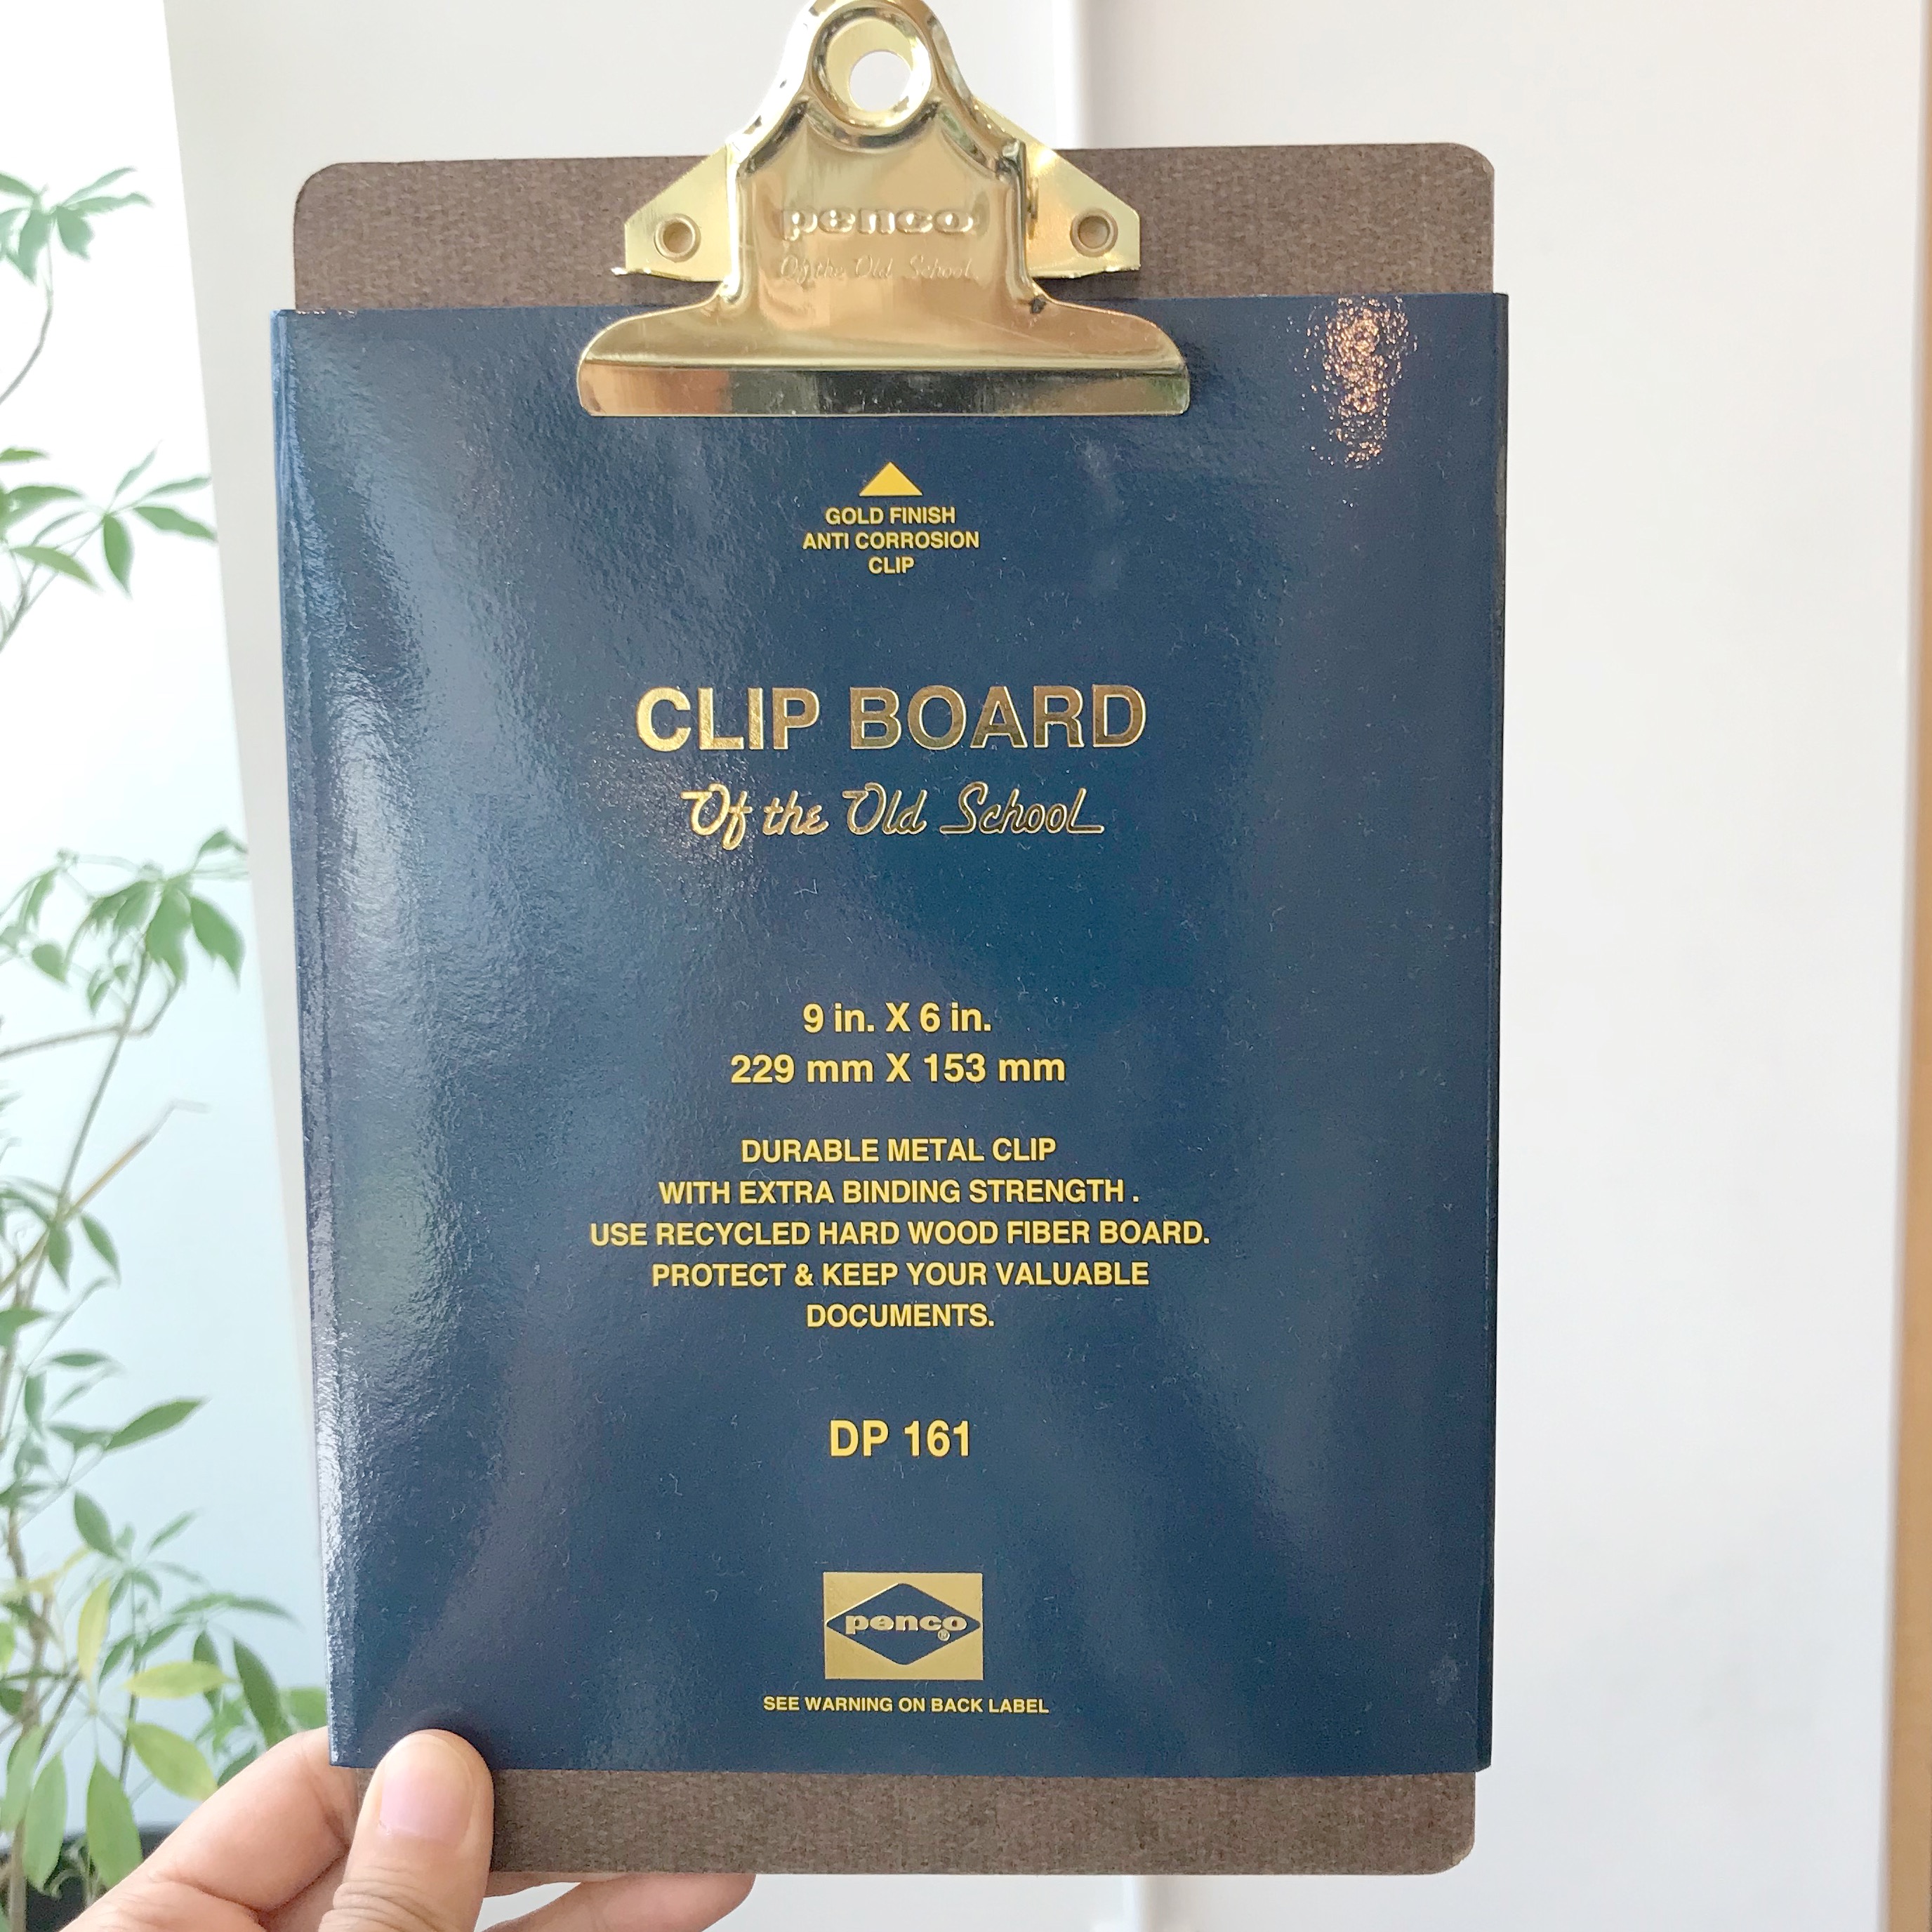 penco
Of the Old School
GOLD FINISH
ANTI CORROSION
CLIP
CLIP BOARD
Of the Old School
9 in. X 6 in.
229 mm X 153 mm
DURABLE METAL CLIP
WITH EXTRA BINDING STRENGTH .
USE RECYCLED HARD WOOD FIBER BOARD.
PROTECT & KEEP YOUR VALUABLE
DOCUMENTS.
DP 161
penco®
SEE WARNING ON BACK LABEL